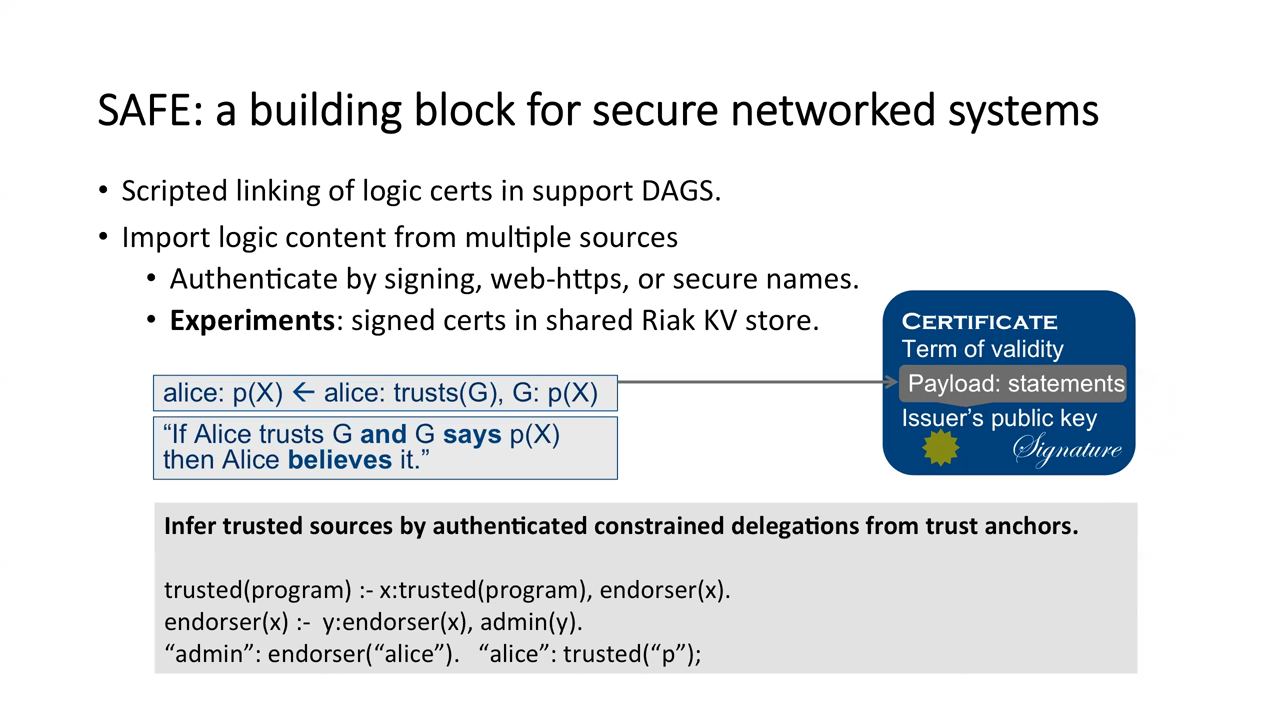 SAFE: a building block for secure networked systems
• Scripted linking of logic certs in support DAGS.
• Import logic content from multiple sources
• Authenticate by signing, web-https, or secure names.
• Experiments: signed certs in shared Riak KV store.
alice: p(X) ← alice: trusts(G), G: p(X)
“If Alice trusts G and G says p(X)
then Alice believes it.”
CERTIFICATE
Term of validity
Payload: statements
Issuer’s public key
Signature
Infer trusted sources by authenticated constrained delegations from trust anchors.
trusted(program) :- x:trusted(program), endorser(x).
endorser(x) :- y:endorser(x), admin(y).
“admin”: endorser(“alice”). “alice”: trusted(“p”);